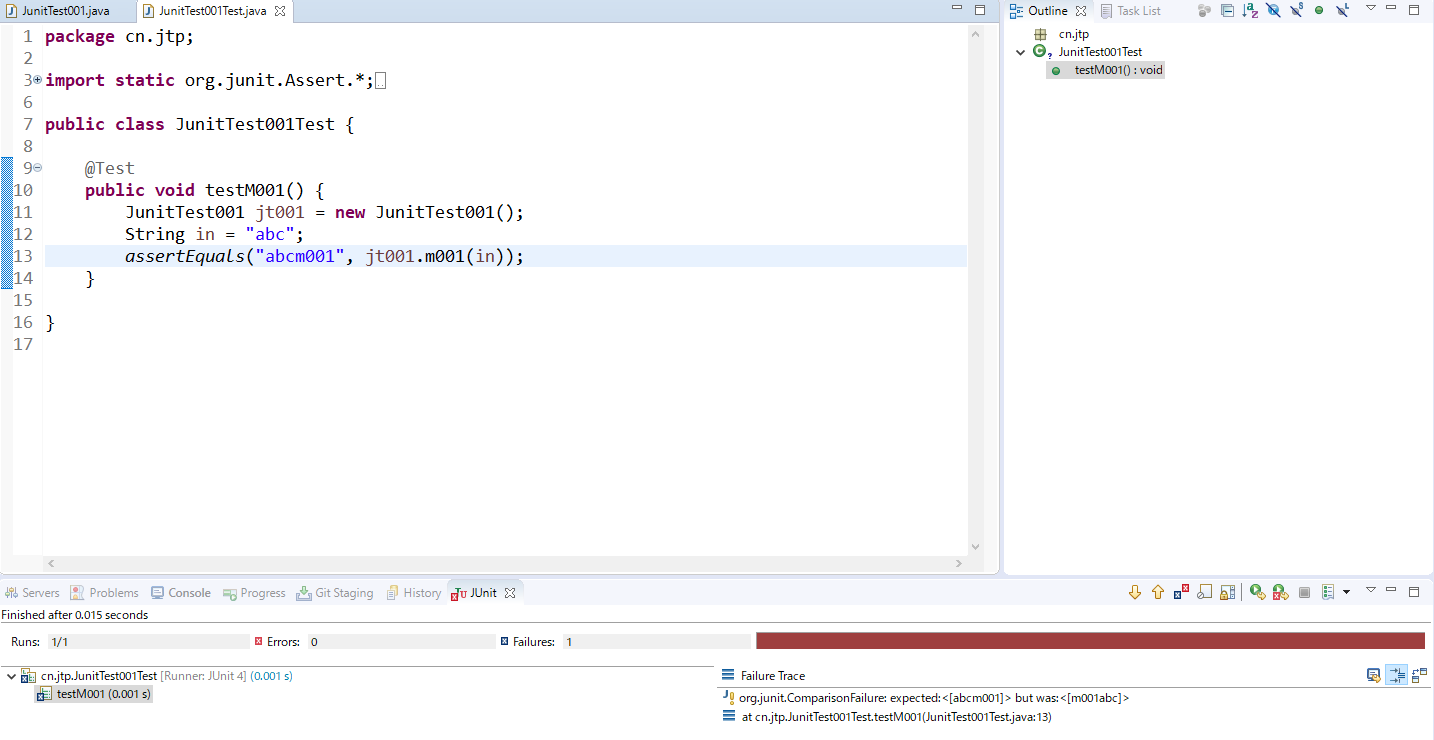 JunitTest001.java JunitTest001Test.java
1 package cn.jtp;
2
3 import static org.junit.Assert.*;
6
7 public class JunitTest001Test {
8
9 @Test
10 public void testM001() {
11 JunitTest001 jt001 = new JunitTest001();
12 String in = "abc";
13 assertEquals("abcm001", jt001.m001(in));
14 }
15
16 }
17
Outline Task List
cn.jtp
JunitTest001Test
testM001() : void
Servers Problems Console Progress Git Staging History JUnit
Finished after 0.015 seconds
Runs: 1/1 Errors: 0 Failures: 1
cn.jtp.JunitTest001Test [Runner: JUnit 4] (0.001 s)
testM001 (0.001 s)
Failure Trace
org.junit.ComparisonFailure: expected:<[abcm001]> but was:<[m001abc]>
at cn.jtp.JunitTest001Test.testM001(JunitTest001Test.java:13)